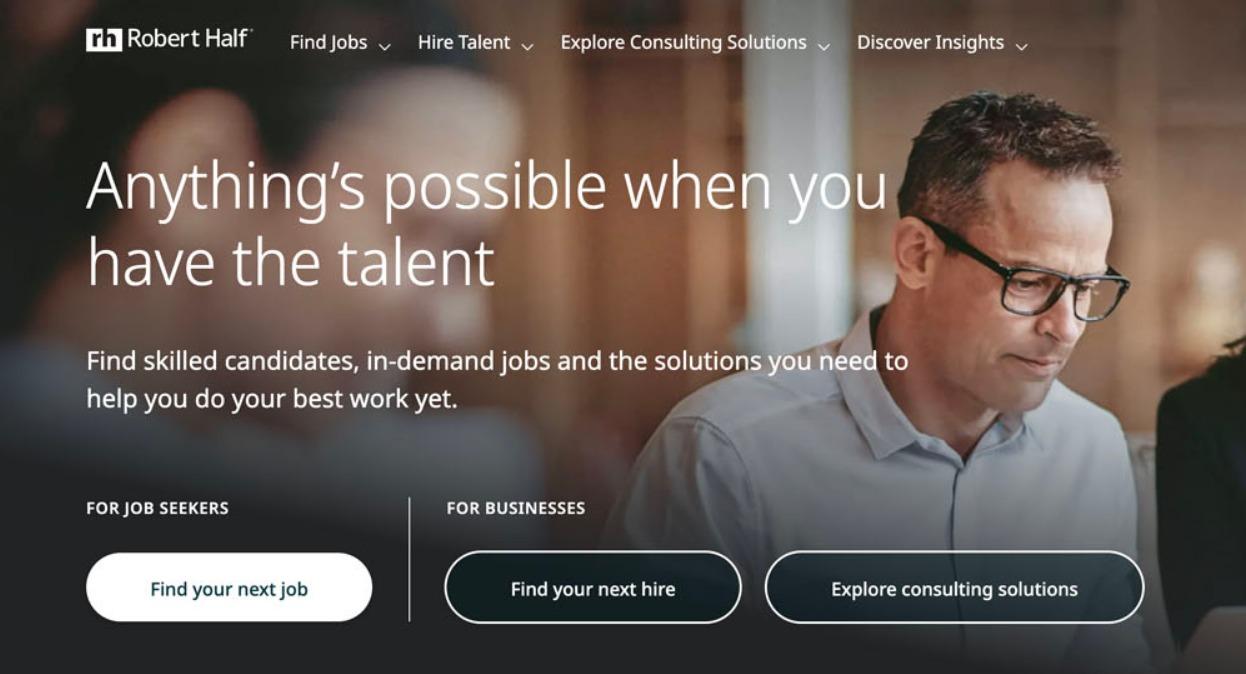 rh Robert Half®
Find Jobs
Hire Talent
Explore Consulting Solutions
Discover Insights
Anything's possible when you
have the talent
Find skilled candidates, in-demand jobs and the solutions you need to
help you do your best work yet.
FOR JOB SEEKERS
Find your next job
FOR BUSINESSES
Find your next hire
Explore consulting solutions